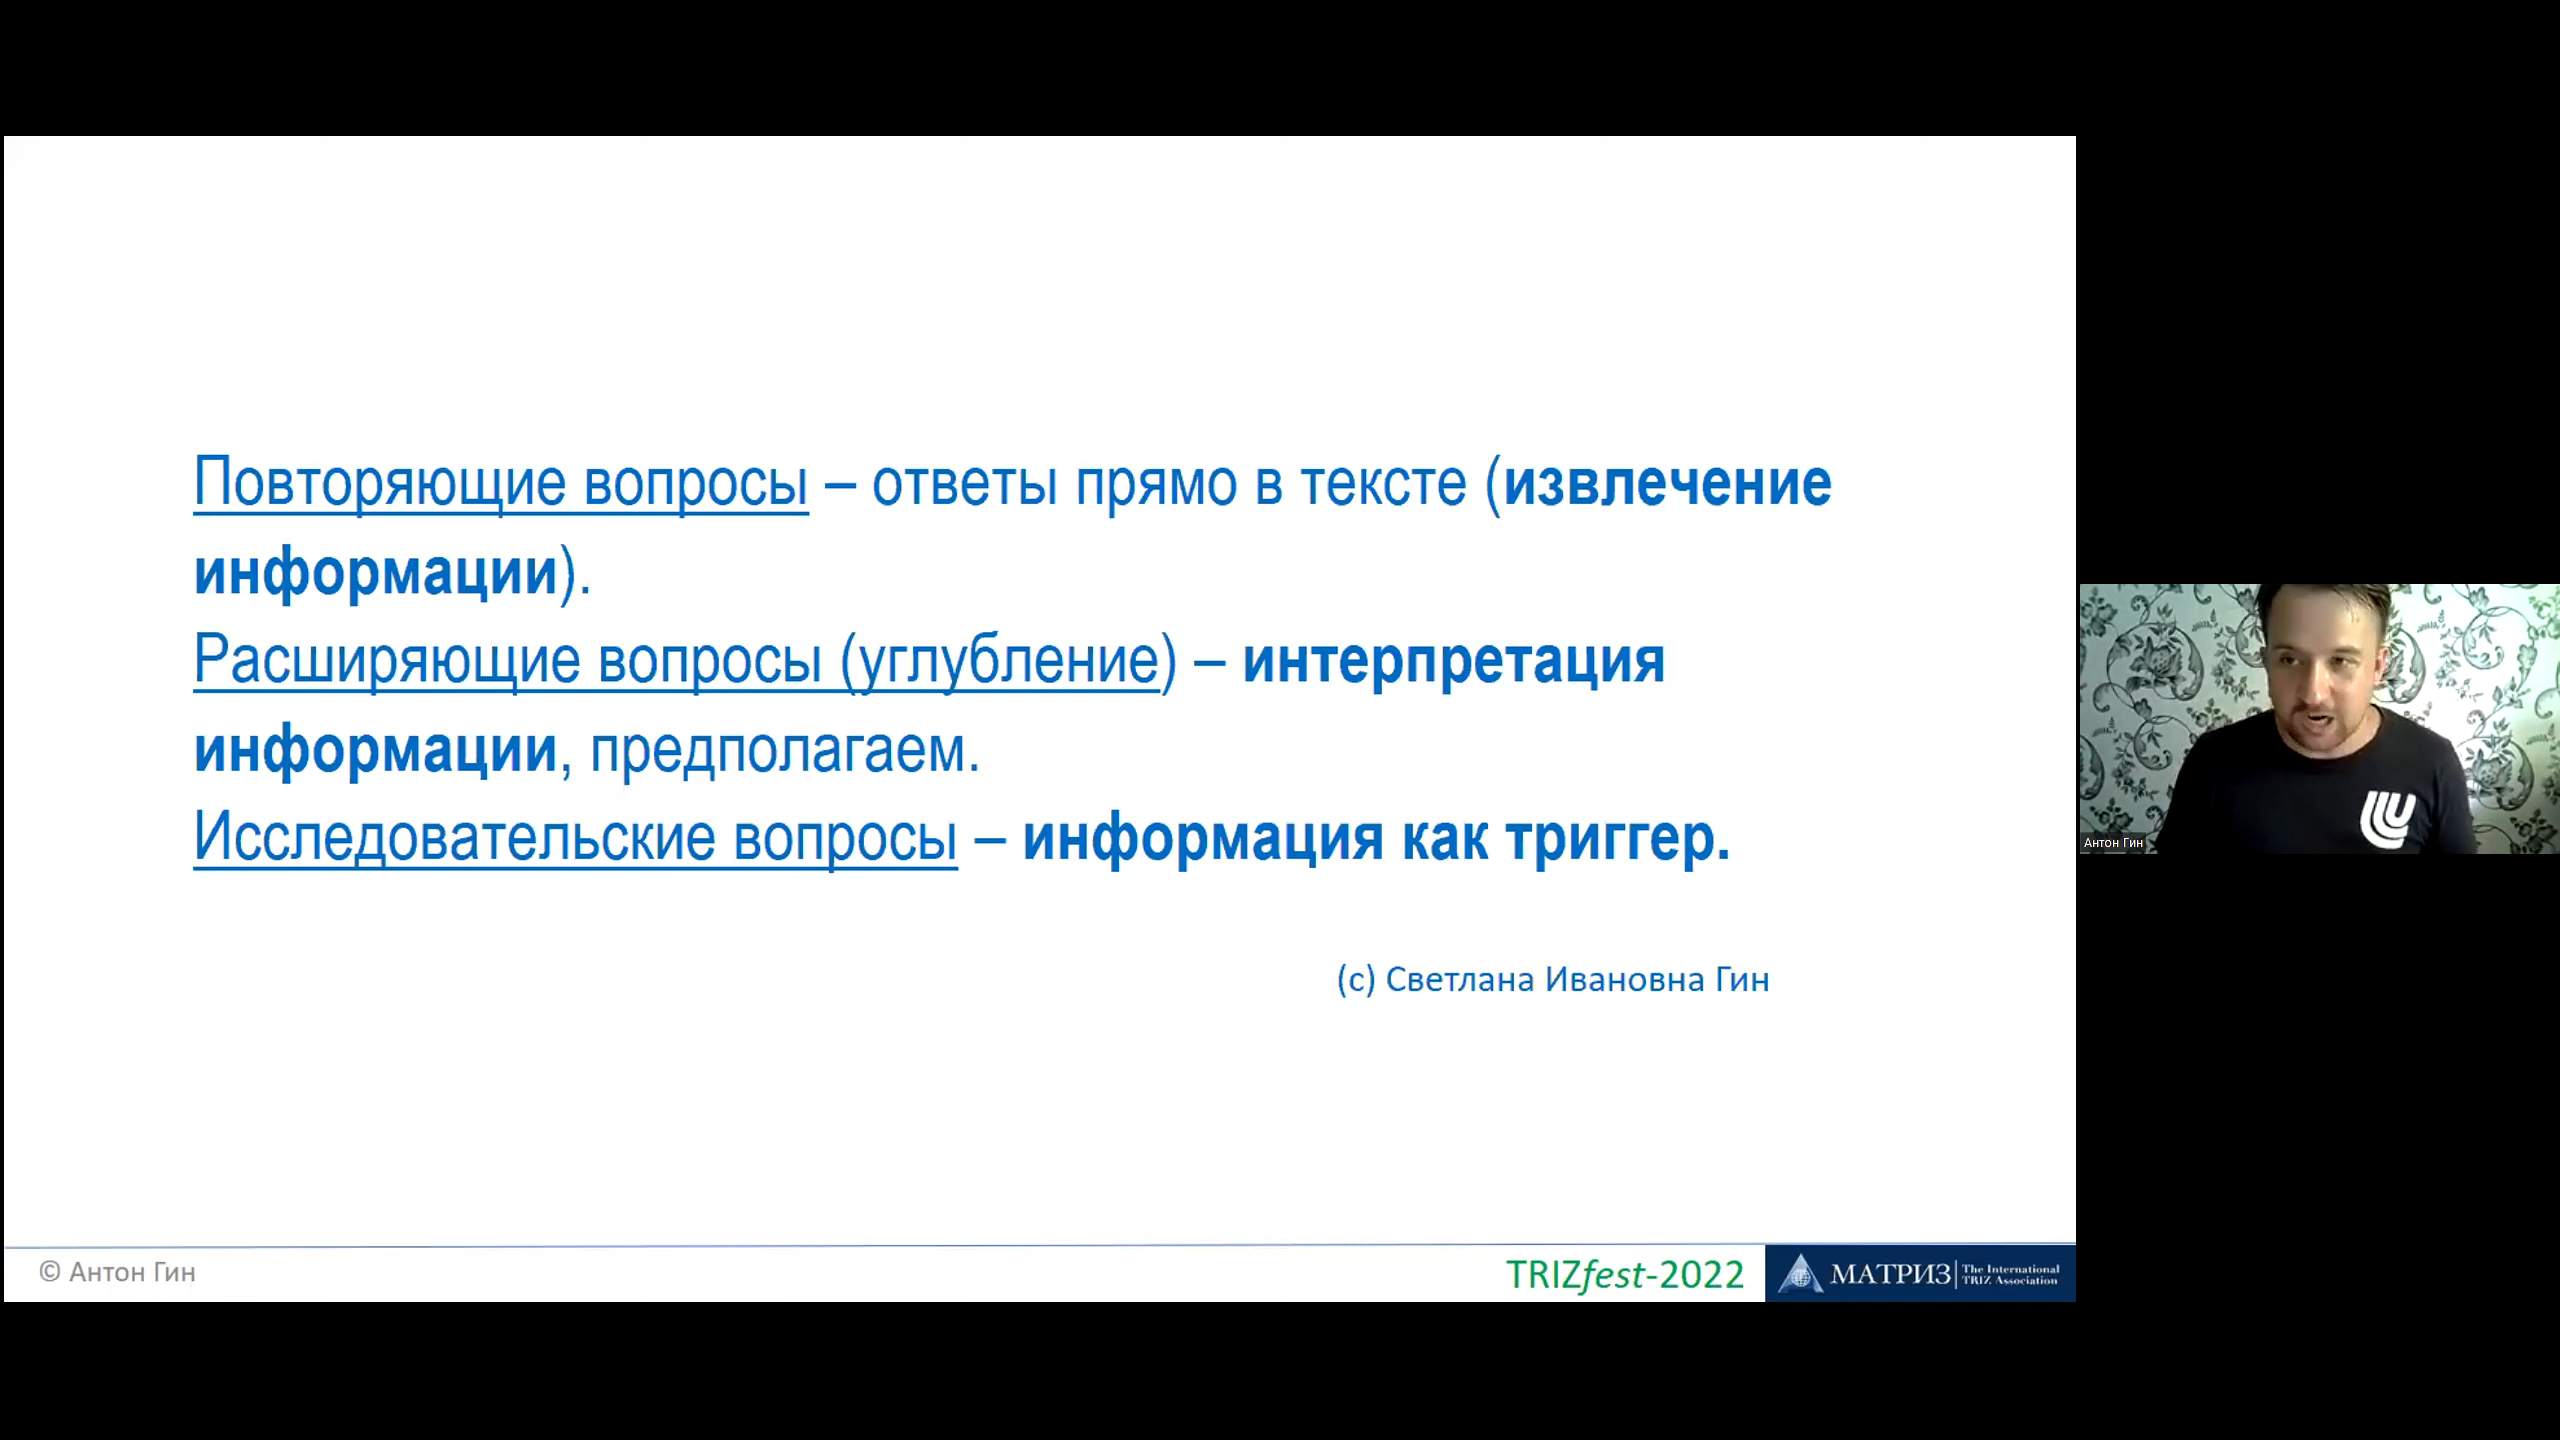 Повторяющие вопросы – ответы прямо в тексте (извлечение
информации).
Расширяющие вопросы (углубление) – интерпретация
информации, предполагаем.
Исследовательские вопросы – информация как триггер.
(с) Светлана Ивановна Гин
Антон Гин
© Антон Гин
TRIZfest-2022
МАТРИЗ
The International
TRIZ Association